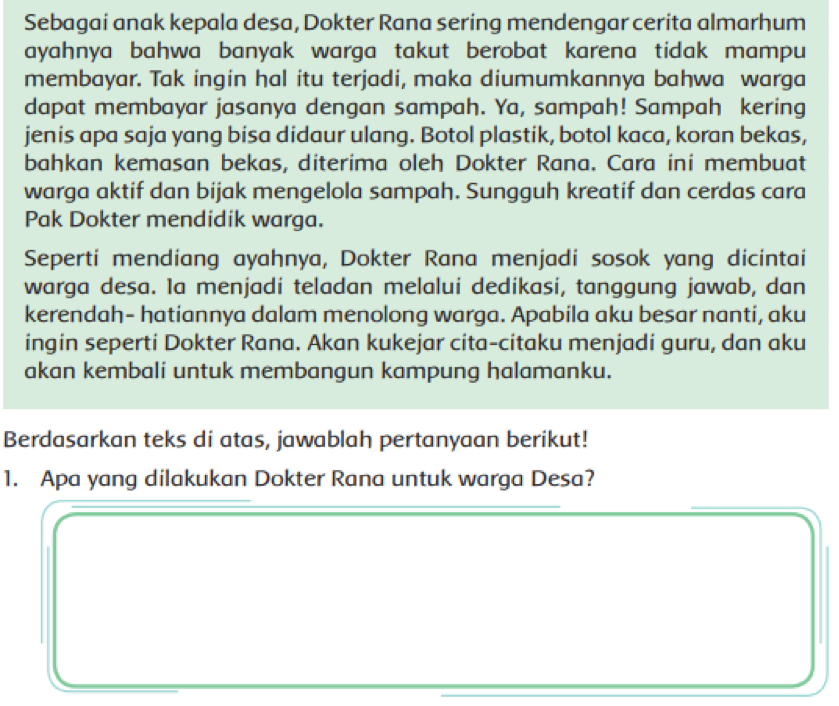 Sebagai anak kepala desa, Dokter Rana sering mendengar cerita almarhum
ayahnya bahwa banyak warga takut berobat karena tidak mampu
membayar. Tak ingin hal itu terjadi, maka diumumkannya bahwa warga
dapat membayar jasanya dengan sampah. Ya, sampah! Sampah kering
jenis apa saja yang bisa didaur ulang. Botol plastik, botol kaca, koran bekas,
bahkan kemasan bekas, diterima oleh Dokter Rana. Cara ini membuat
warga aktif dan bijak mengelola sampah. Sungguh kreatif dan cerdas cara
Pak Dokter mendidik warga.
Seperti mendiang ayahnya, Dokter Rana menjadi sosok yang dicintai
warga desa. Ia menjadi teladan melalui dedikasi, tanggung jawab, dan
kerendah- hatiannya dalam menolong warga. Apabila aku besar nanti, aku
ingin seperti Dokter Rana. Akan kukejar cita-citaku menjadi guru, dan aku
akan kembali untuk membangun kampung halamanku.
Berdasarkan teks di atas, jawablah pertanyaan berikut!
1. Apa yang dilakukan Dokter Rana untuk warga Desa?